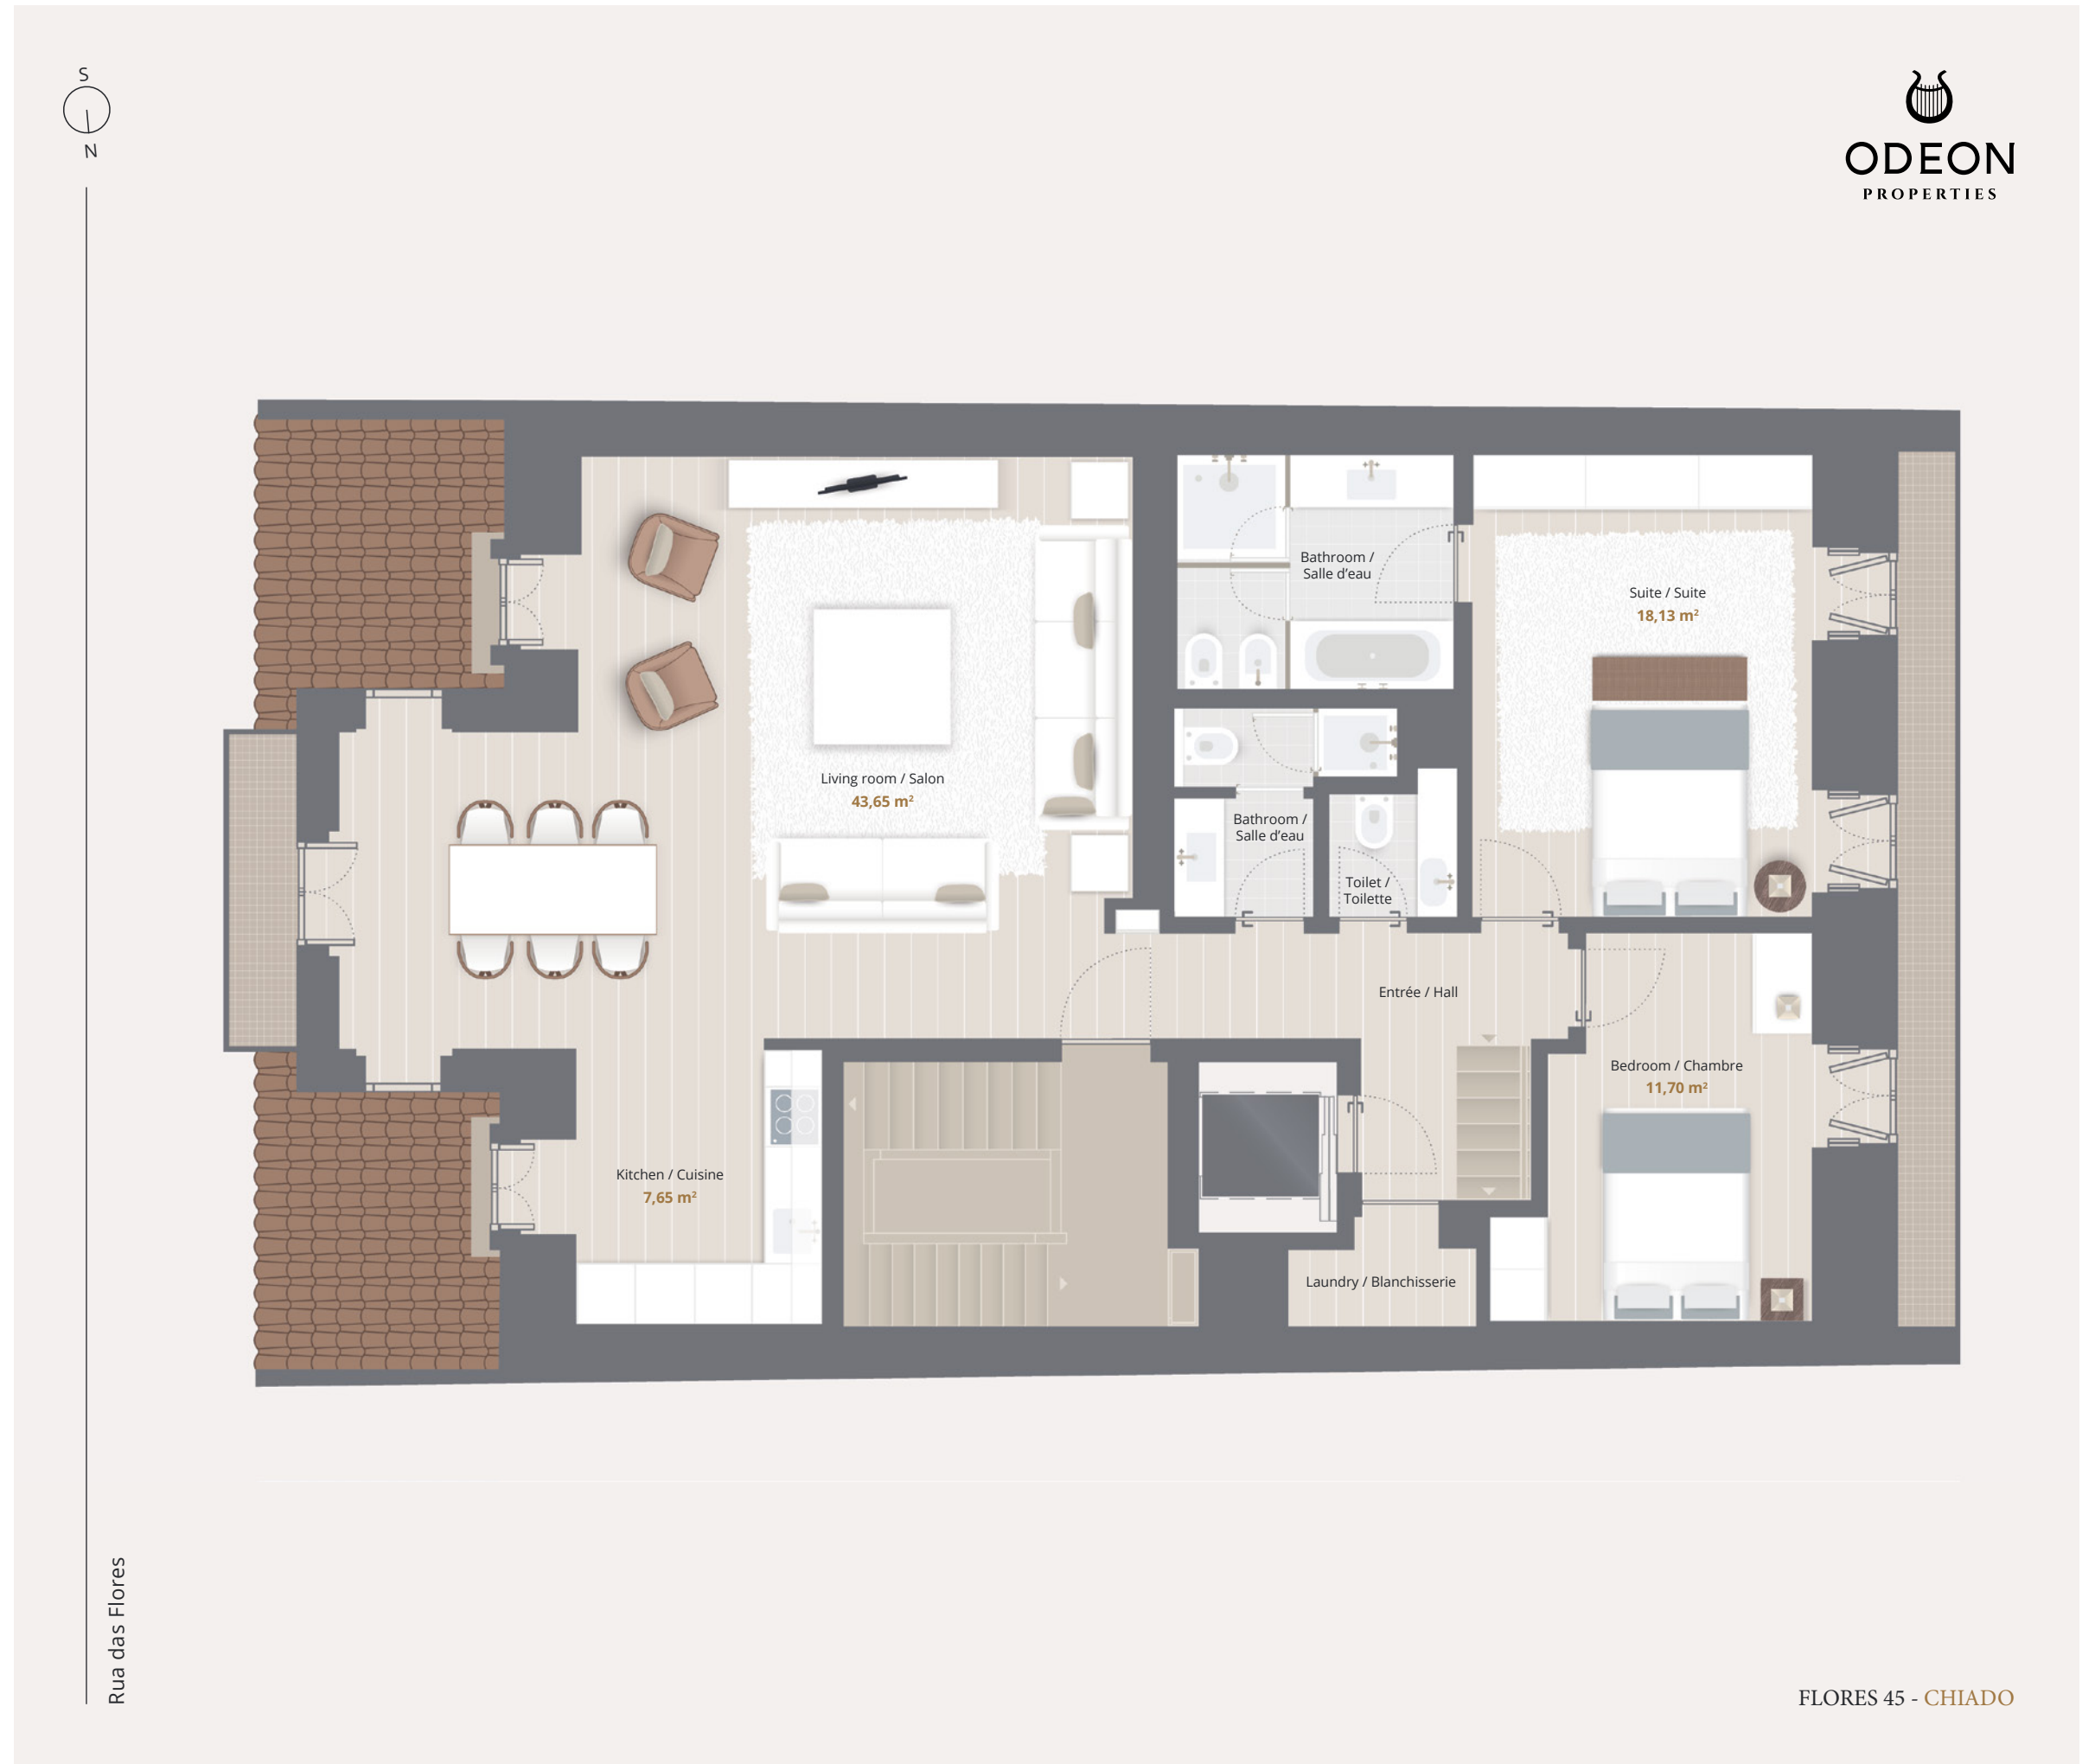 S
N
ODEON
PROPERTIES
Bathroom /
Salle d’eau
Suite / Suite
18,13 m²
Living room / Salon
43,65 m²
Bathroom /
Salle d’eau
Toilet /
Toilette
Entrée / Hall
Bedroom / Chambre
11,70 m²
Kitchen / Cuisine
7,65 m²
Laundry / Blanchisserie
Rua das Flores
FLORES 45 - CHIADO